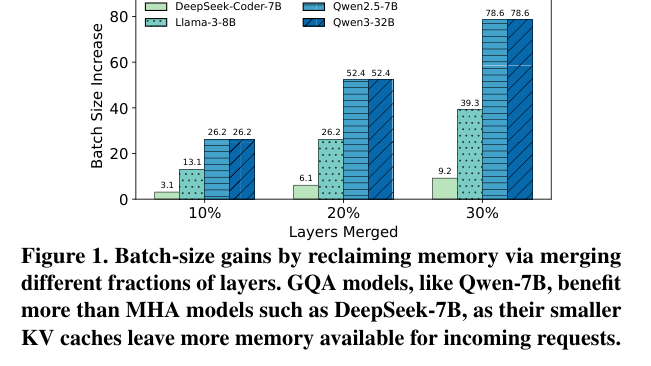 DeepSeek-Coder-7B
Llama-3-8B
Qwen2.5-7B
Qwen3-32B
Batch Size Increase
80
60
40
20
0
3.1
13.1
26.2
26.2
6.1
26.2
52.4
52.4
9.2
39.3
78.6
78.6
10%
20%
30%
Layers Merged
Figure 1. Batch-size gains by reclaiming memory via merging
different fractions of layers. GQA models, like Qwen-7B, benefit
more than MHA models such as DeepSeek-7B, as their smaller
KV caches leave more memory available for incoming requests.